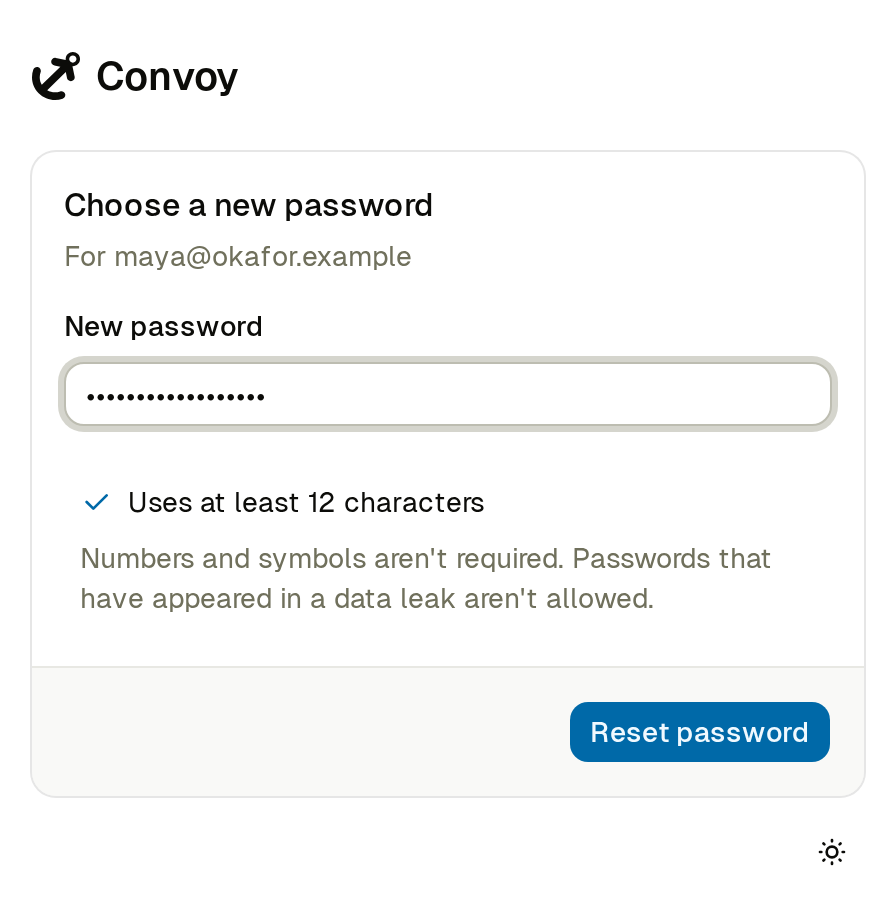 Convoy
Choose a new password
For maya@okafor.example
New password
••••••••••••••••••
Uses at least 12 characters
Numbers and symbols aren't required. Passwords that
have appeared in a data leak aren't allowed.
Reset password